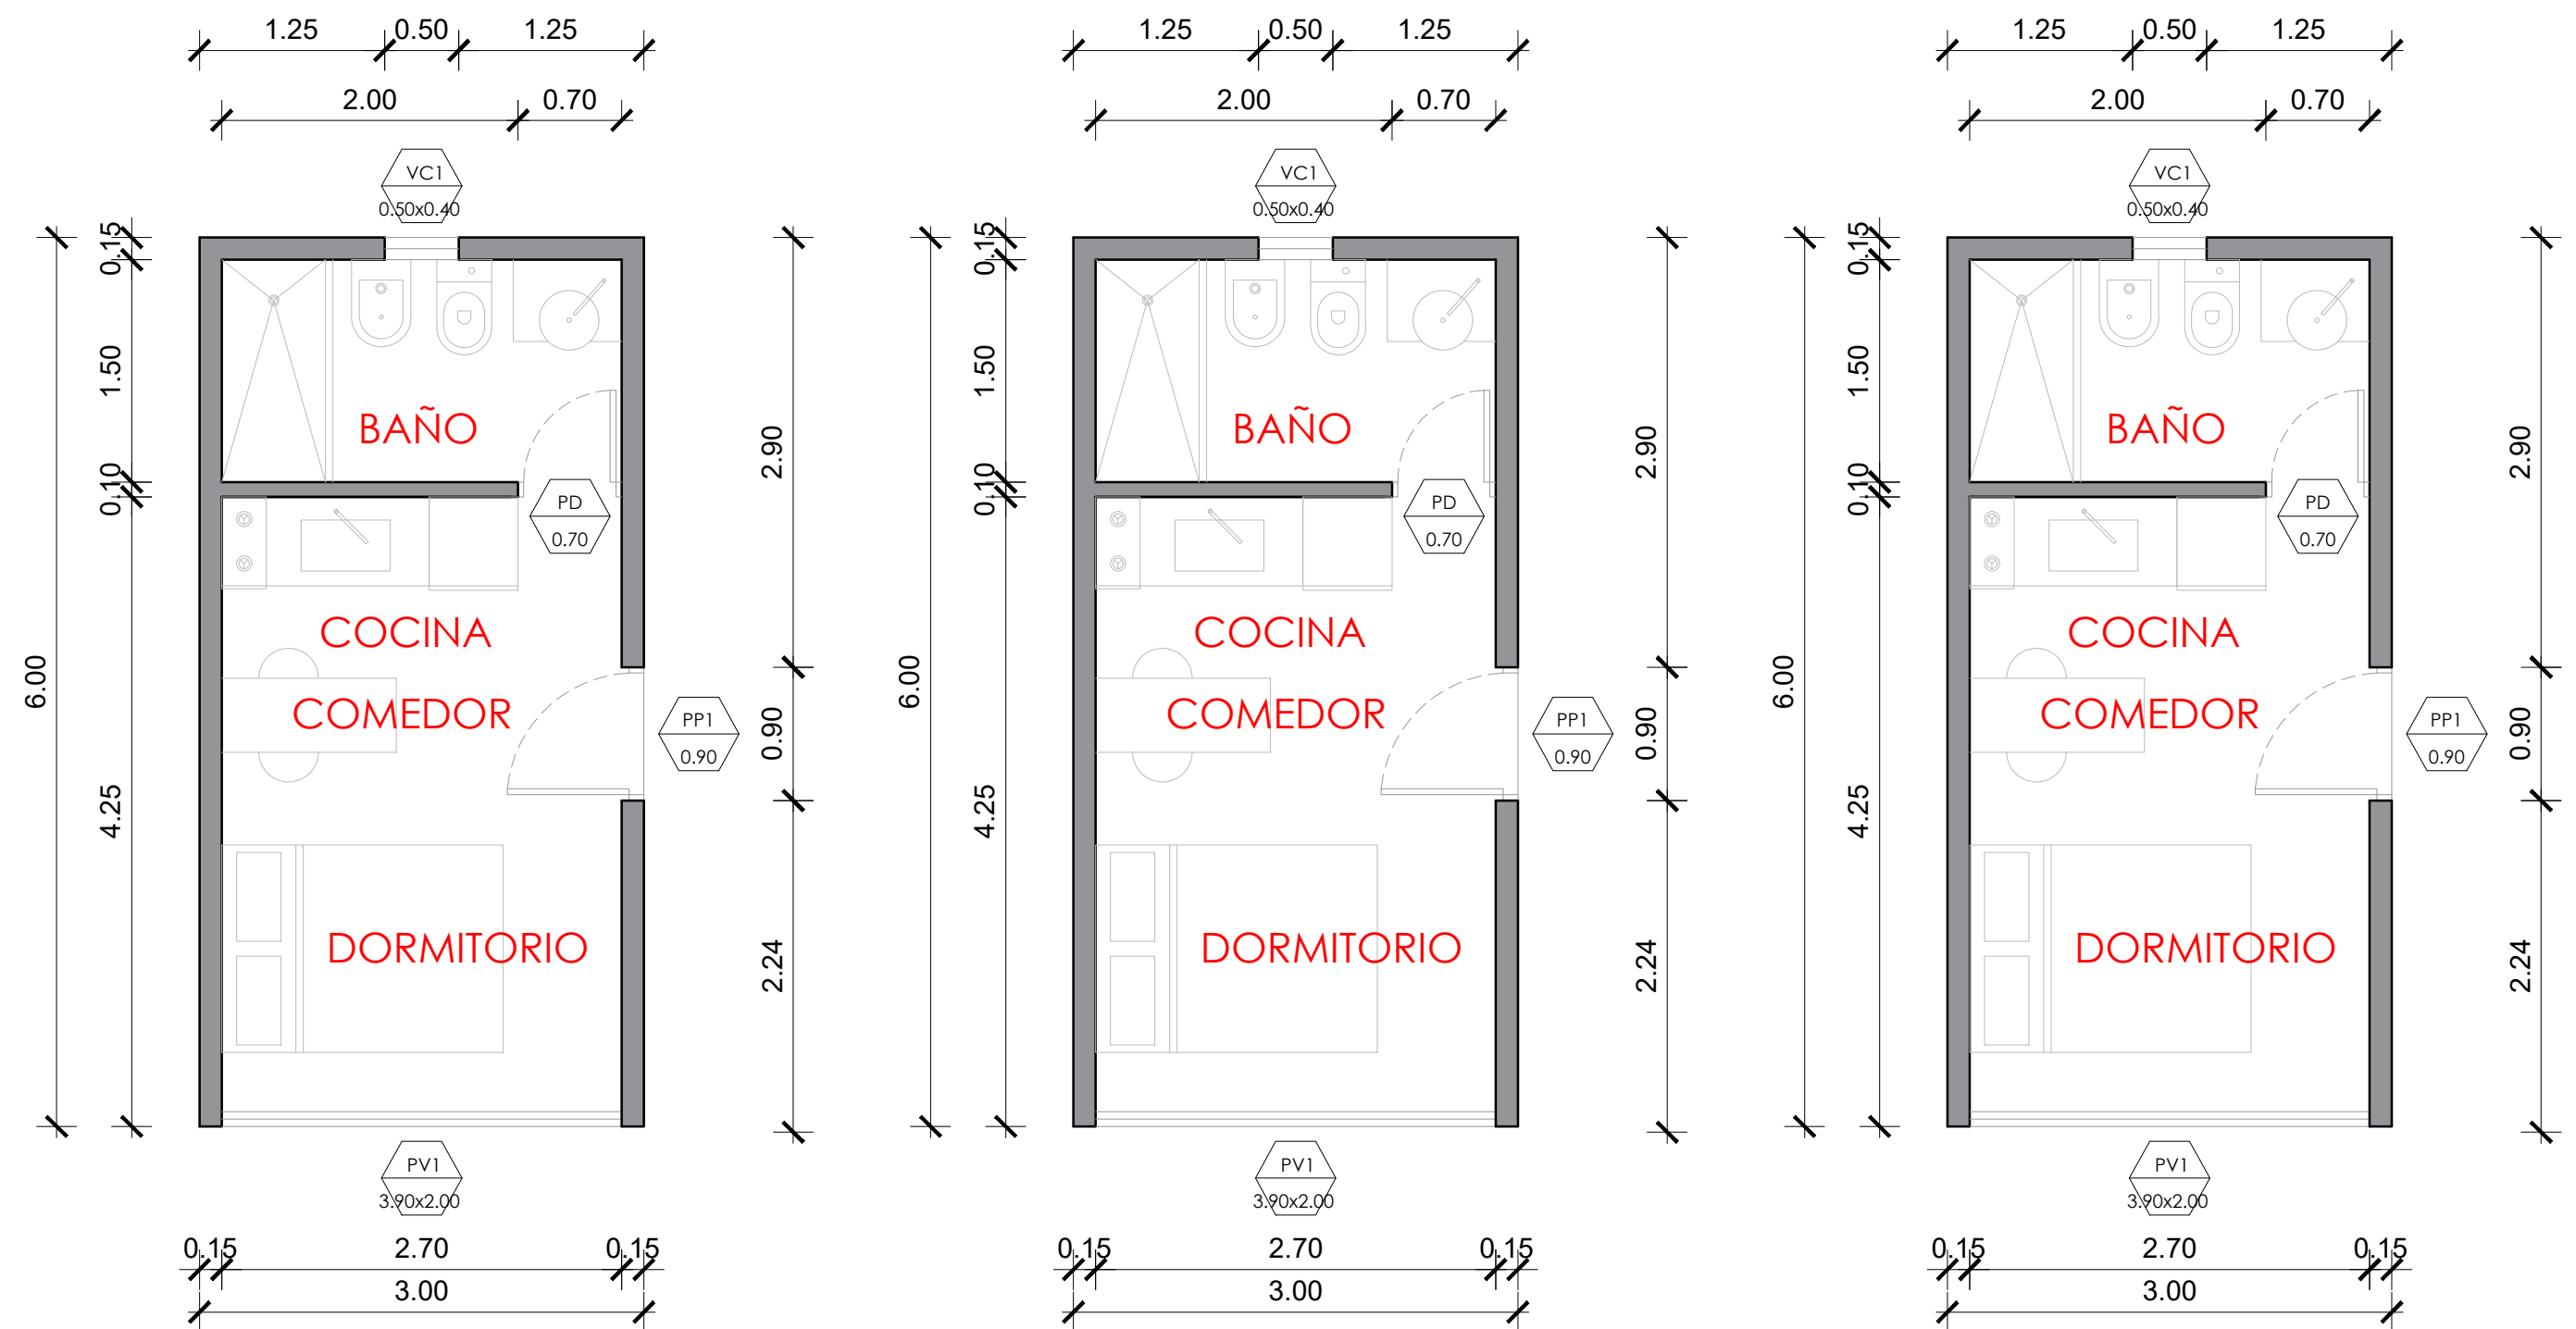 1.25 0.50 1.25
2.00 0.70
VC1
0.50x0.40
0.15
1.50
0.10
4.25
6.00
BAÑO
PD
0.70
COCINA
COMEDOR
DORMITORIO
2.90
0.90
2.24
PP1
0.90
PV1
3.90x2.00
0.15 2.70 0.15
3.00
1.25 0.50 1.25
2.00 0.70
VC1
0.50x0.40
0.15
1.50
0.10
4.25
6.00
BAÑO
PD
0.70
COCINA
COMEDOR
DORMITORIO
2.90
0.90
2.24
PP1
0.90
PV1
3.90x2.00
0.15 2.70 0.15
3.00
1.25 0.50 1.25
2.00 0.70
VC1
0.50x0.40
0.15
1.50
0.10
4.25
6.00
BAÑO
PD
0.70
COCINA
COMEDOR
DORMITORIO
2.90
0.90
2.24
PP1
0.90
PV1
3.90x2.00
0.15 2.70 0.15
3.00